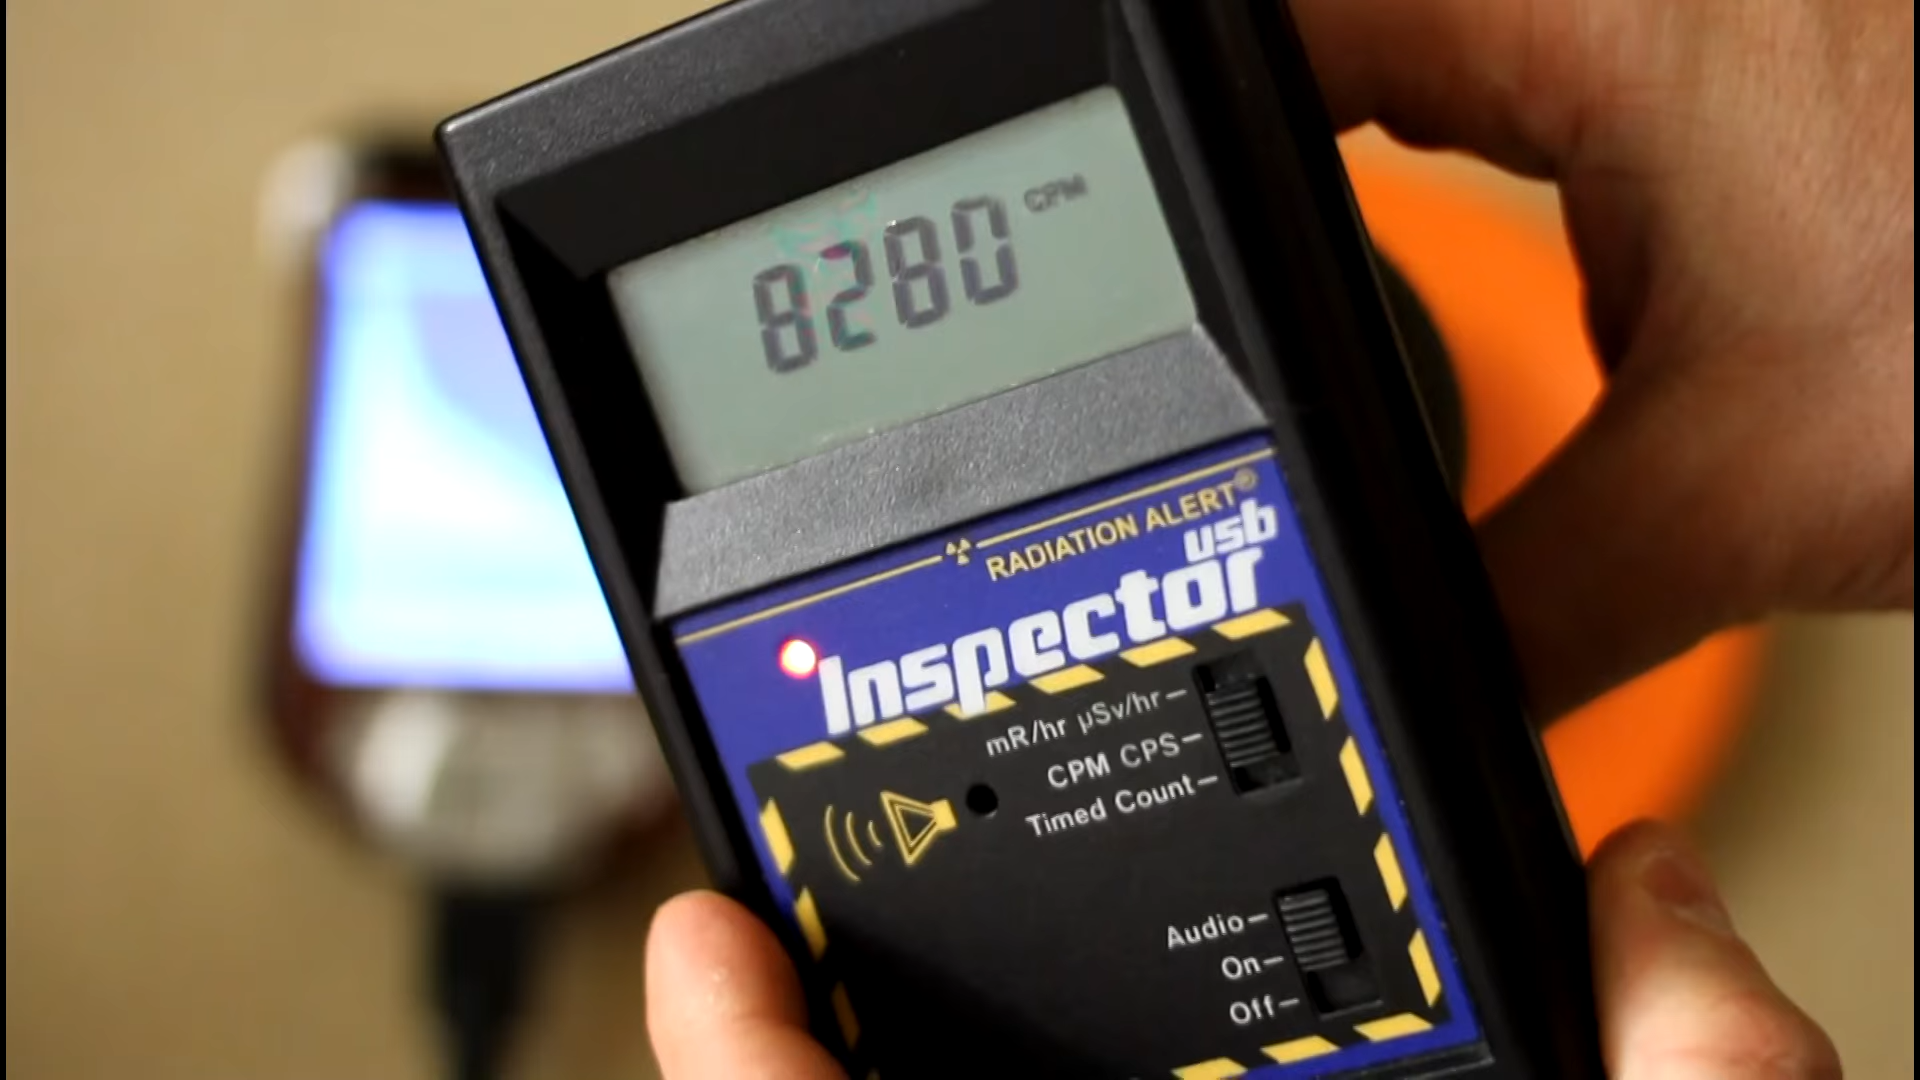 8280 CPM
RADIATION ALERT®
usb
Inspector
mR/hr µSv/hr
CPM CPS
Timed Count
Audio
On
Off